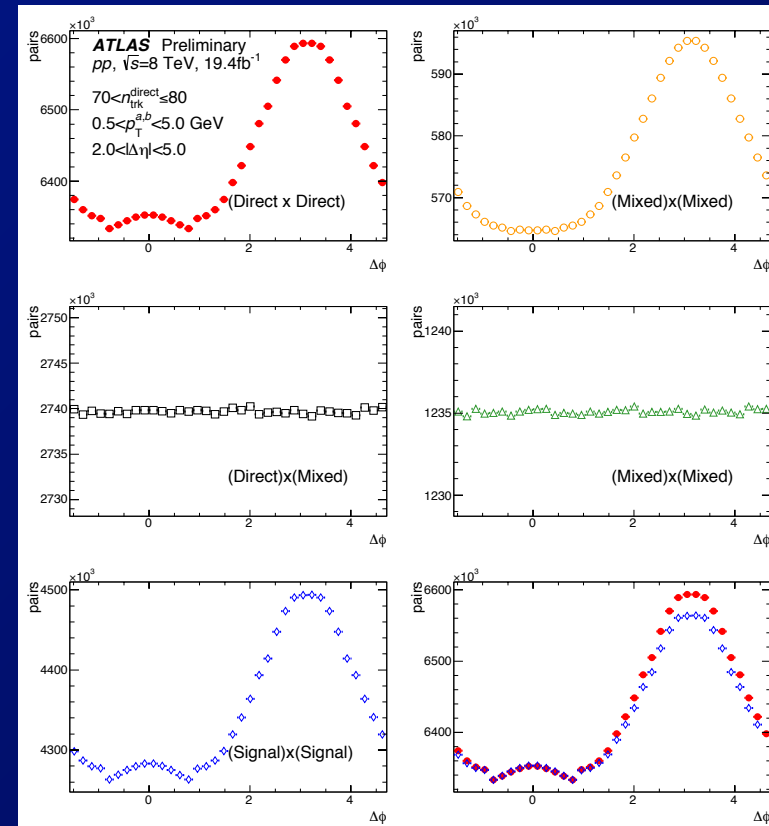 ×10³
pairs
6600
6500
6400
ATLAS Preliminary
pp, √s=8 TeV, 19.4fb⁻¹
70<n_trk^direct≤80
0.5<p_T^{a,b}<5.0 GeV
2.0<|Δη|<5.0
(Direct x Direct)
0 2 4
Δϕ
×10³
pairs
590
580
570
(Mixed)x(Mixed)
0 2 4
Δϕ
×10³
pairs
2750
2745
2740
2735
2730
(Direct)x(Mixed)
0 2 4
Δϕ
×10³
pairs
1240
1235
1230
(Mixed)x(Mixed)
0 2 4
Δϕ
×10³
pairs
4500
4400
4300
(Signal)x(Signal)
0 2 4
Δϕ
×10³
pairs
6600
6500
6400
0 2 4
Δϕ